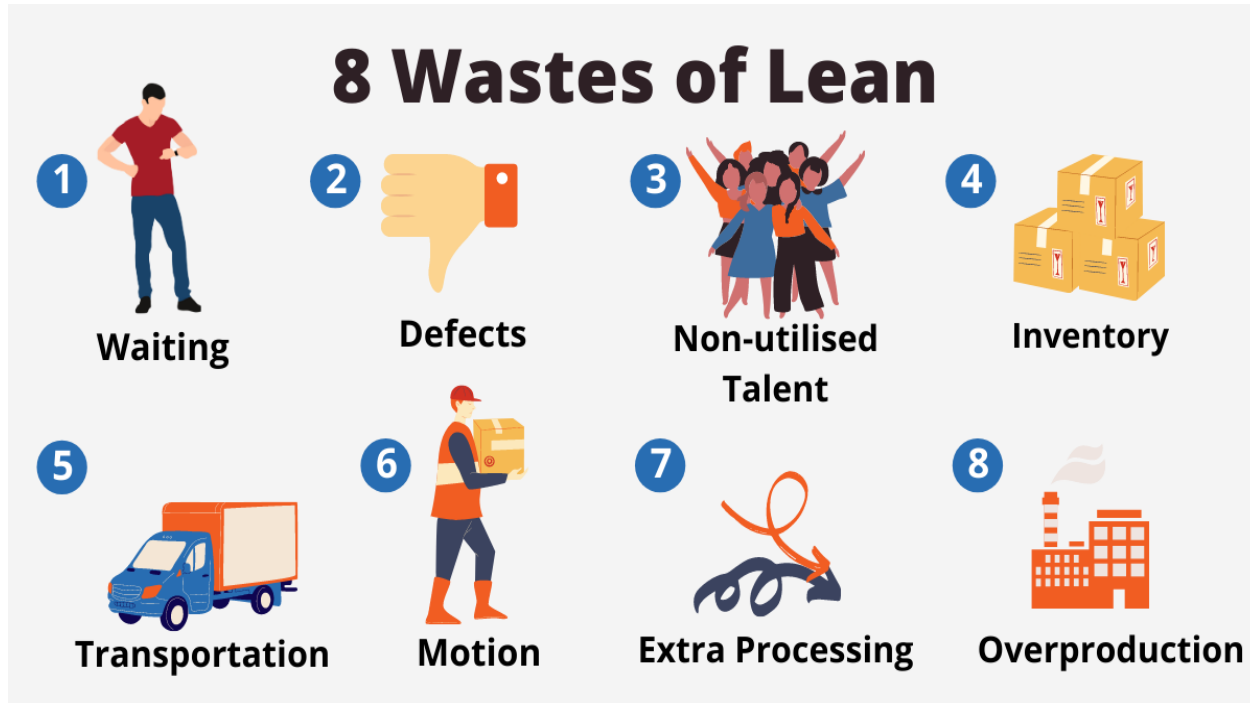 8 Wastes of Lean
1
Waiting
2
Defects
3
Non-utilised
Talent
4
Inventory
5
Transportation
6
Motion
7
Extra Processing
8
Overproduction